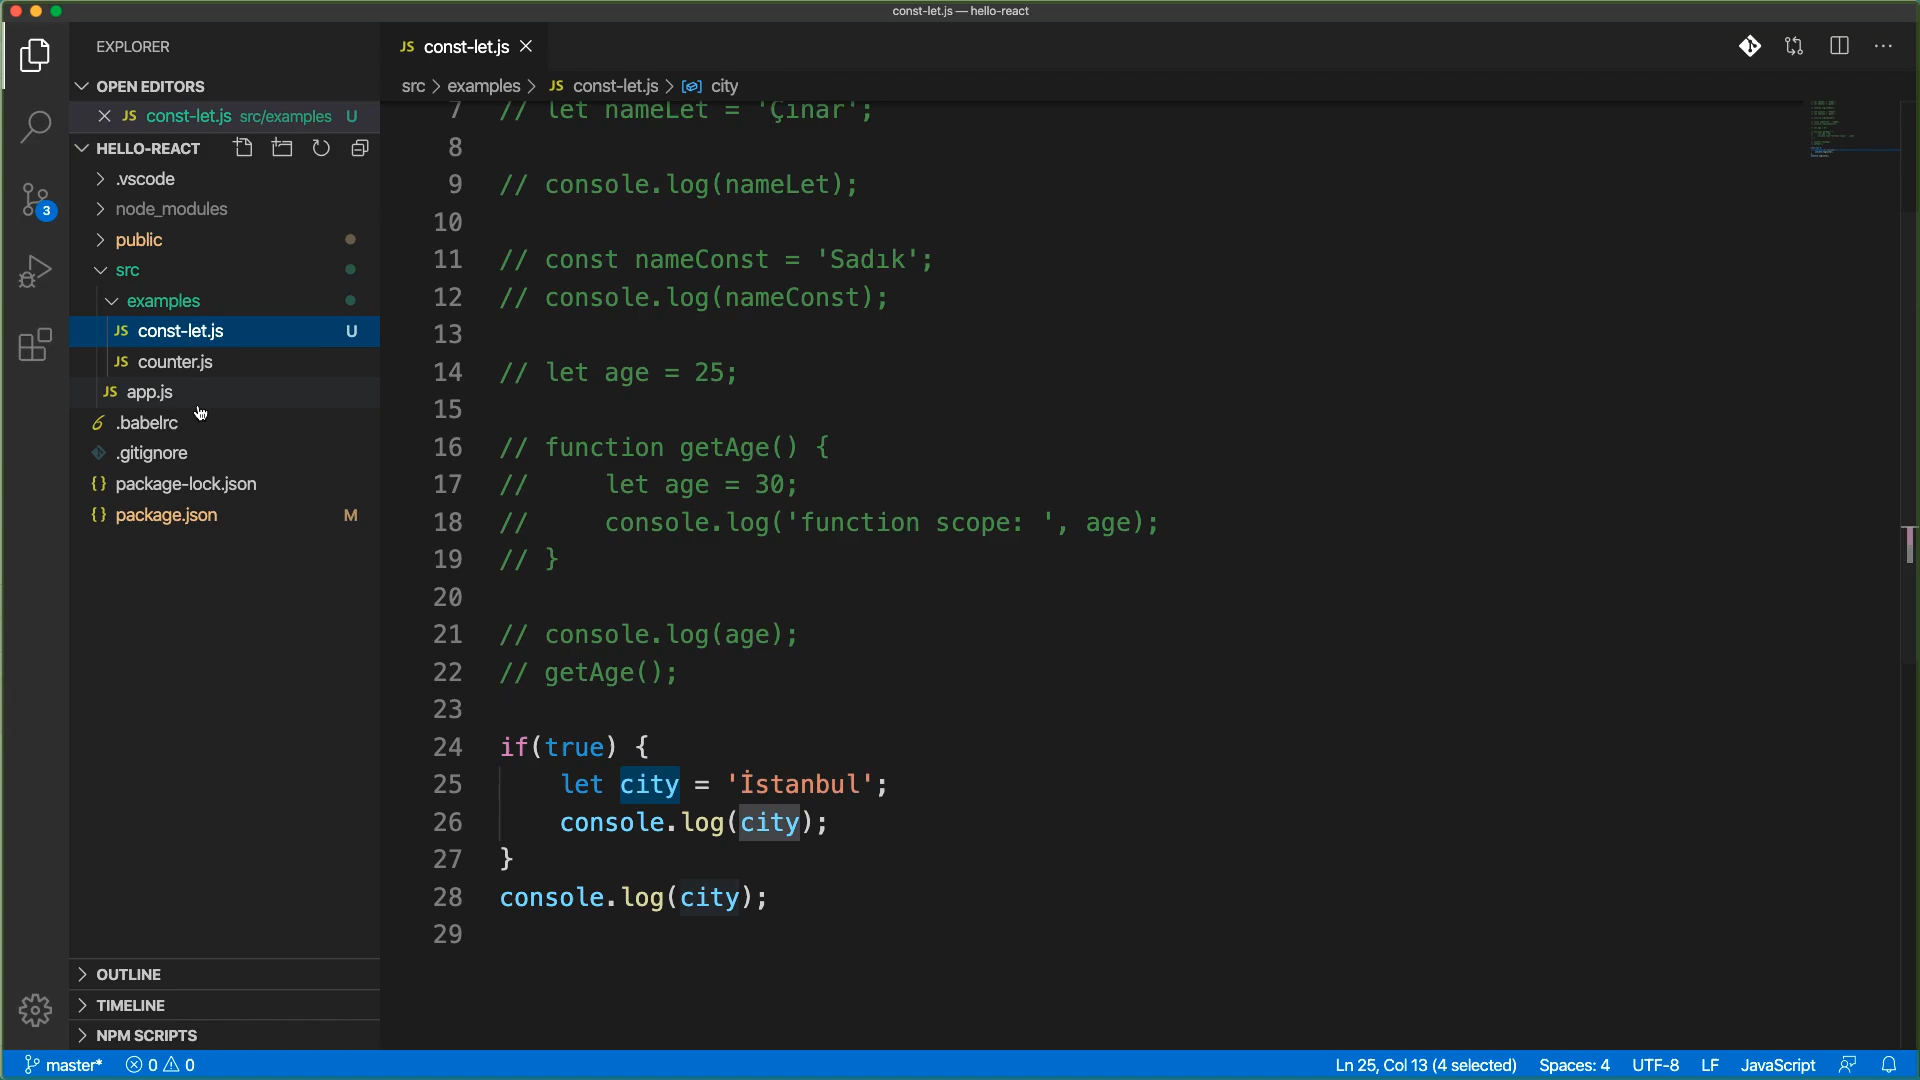 const-let.js — hello-react
EXPLORER
OPEN EDITORS
JS const-let.js src/examples U
HELLO-REACT
.vscode
node_modules
public
src
examples
JS const-let.js U
JS counter.js
JS app.js
.babelrc
.gitignore
{} package-lock.json
{} package.json M
OUTLINE
TIMELINE
NPM SCRIPTS
3
JS const-let.js
src > examples > JS const-let.js > city
7 // let nameLet = 'Çınar';
8
9 // console.log(nameLet);
10
11 // const nameConst = 'Sadık';
12 // console.log(nameConst);
13
14 // let age = 25;
15
16 // function getAge() {
17 //     let age = 30;
18 //     console.log('function scope: ', age);
19 // }
20
21 // console.log(age);
22 // getAge();
23
24 if(true) {
25     let city = 'İstanbul';
26     console.log(city);
27 }
28 console.log(city);
29
master* 0 0 Ln 25, Col 13 (4 selected) Spaces: 4 UTF-8 LF JavaScript